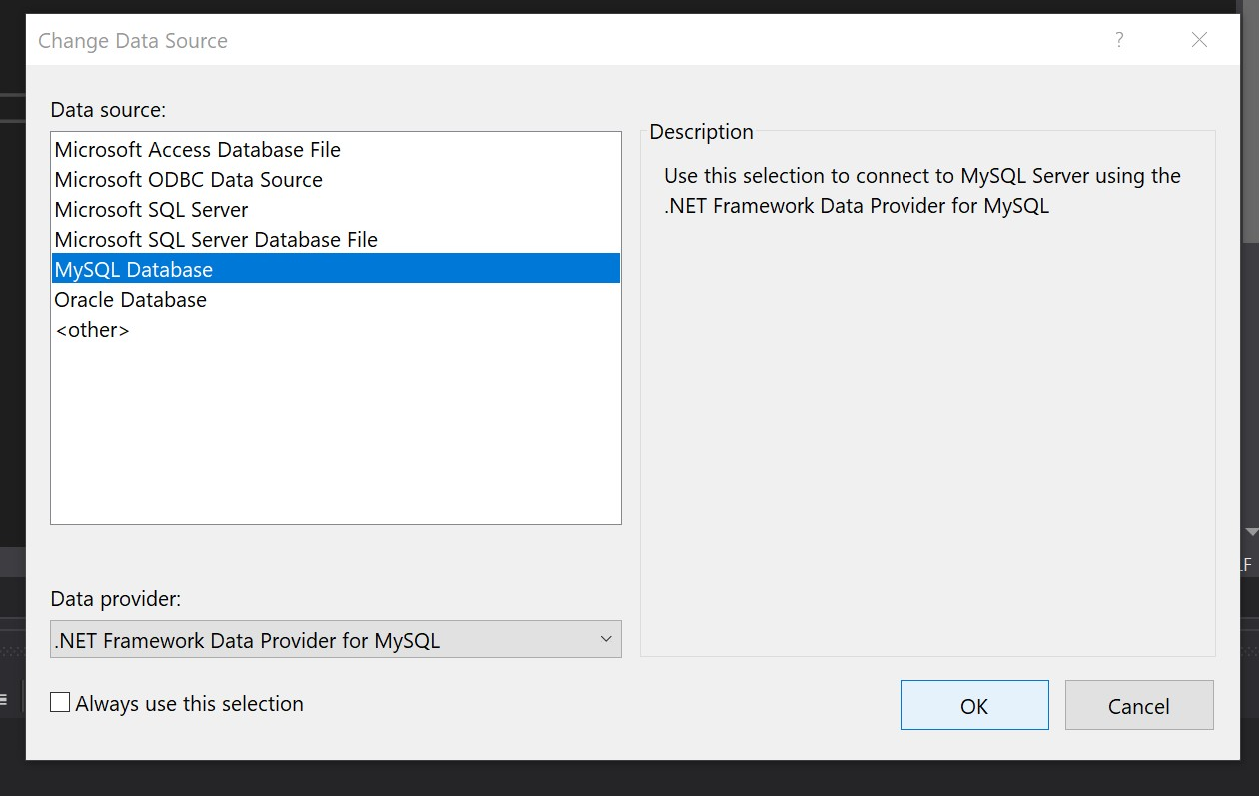 Change Data Source
?
Data source:
Microsoft Access Database File
Microsoft ODBC Data Source
Microsoft SQL Server
Microsoft SQL Server Database File
MySQL Database
Oracle Database
<other>
Description
Use this selection to connect to MySQL Server using the
.NET Framework Data Provider for MySQL
Data provider:
.NET Framework Data Provider for MySQL
Always use this selection
OK
Cancel